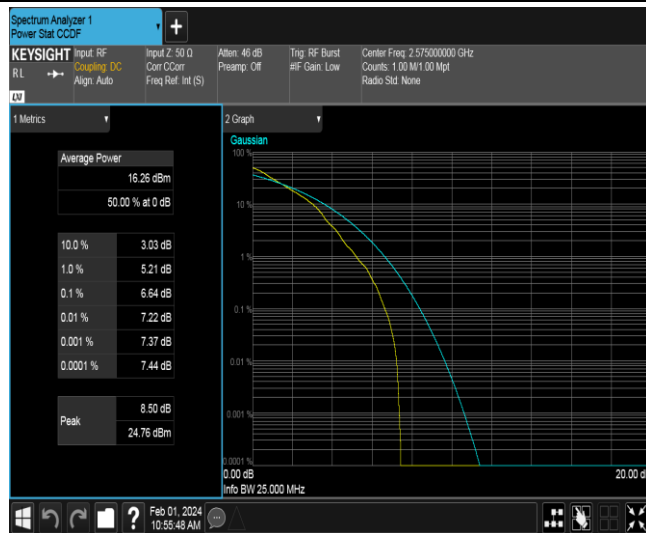 Spectrum Analyzer 1
Power Stat CCDF
+
KEYSIGHT
RL
Input: RF
Coupling: DC
Align: Auto
Input Z: 50 Ω
Corr CCorr
Freq Ref: Int (S)
Atten: 46 dB
Preamp: Off
Trig: RF Burst
#IF Gain: Low
Center Freq: 2.575000000 GHz
Counts: 1.00 M/1.00 Mpt
Radio Std: None
LXI
1 Metrics
Average Power
16.26 dBm
50.00 % at 0 dB
10.0 % 3.03 dB
1.0 % 5.21 dB
0.1 % 6.64 dB
0.01 % 7.22 dB
0.001 % 7.37 dB
0.0001 % 7.44 dB
Peak
8.50 dB
24.76 dBm
2 Graph
Gaussian
100 %
10 %
1 %
0.1 %
0.01 %
0.001 %
0.0001 %
0.00 dB
20.00 d
Info BW 25.000 MHz
?
Feb 01, 2024
10:55:48 AM